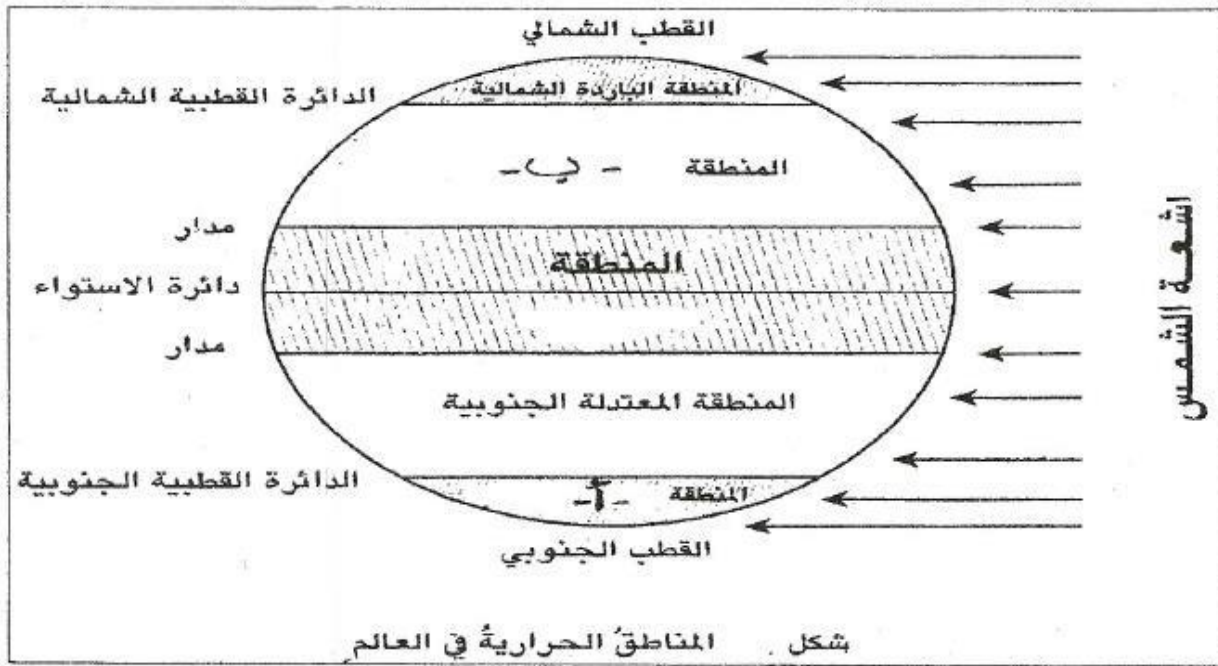 القطب الشمالي
المنطقة الباردة الشمالية
الدائرة القطبية الشمالية
المنطقة - ب -
مدار
المنطقة
دائرة الاستواء
مدار
المنطقة المعتدلة الجنوبية
الدائرة القطبية الجنوبية
المنطقة -أ-
القطب الجنوبي
اشعة الشمس
شكل المناطقُ الحراريةُ في العالم